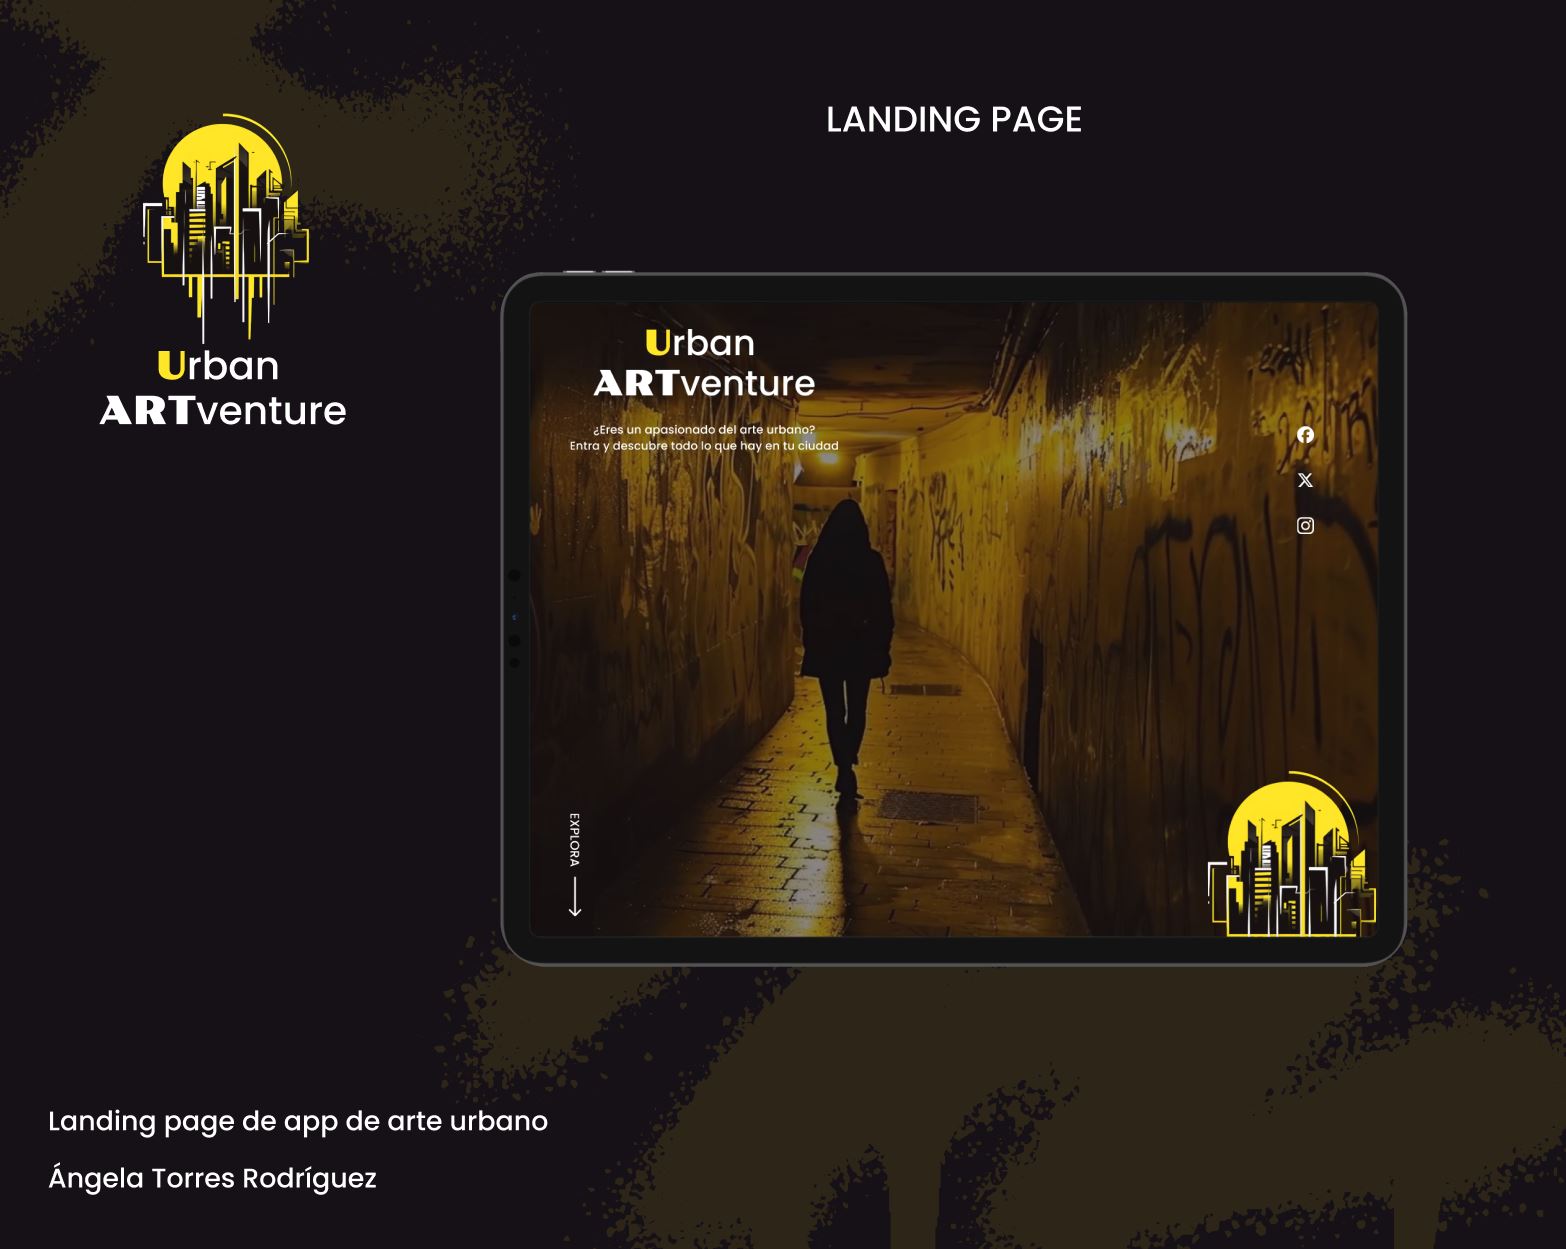 LANDING PAGE
Urban
ARTventure
Urban
ARTventure
¿Eres un apasionado del arte urbano?
Entra y descubre todo lo que hay en tu ciudad
EXPLORA
Landing page de app de arte urbano
Ángela Torres Rodríguez